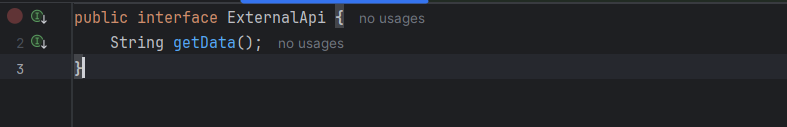 public interface ExternalApi { no usages
2 String getData(); no usages
3 }